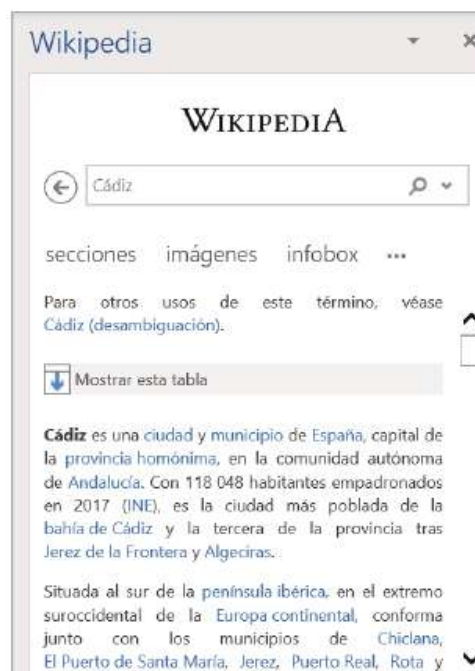 Wikipedia
WIKIPEDIA
Cádiz
secciones imágenes infobox ...
Para otros usos de este término, véase
Cádiz (desambiguación).
Mostrar esta tabla
Cádiz es una ciudad y municipio de España, capital de
la provincia homónima, en la comunidad autónoma
de Andalucía. Con 118 048 habitantes empadronados
en 2017 (INE), es la ciudad más poblada de la
bahía de Cádiz y la tercera de la provincia tras
Jerez de la Frontera y Algeciras.
Situada al sur de la península ibérica, en el extremo
suroccidental de la Europa continental, conforma
junto con los municipios de Chiclana,
El Puerto de Santa María, Jerez, Puerto Real, Rota y